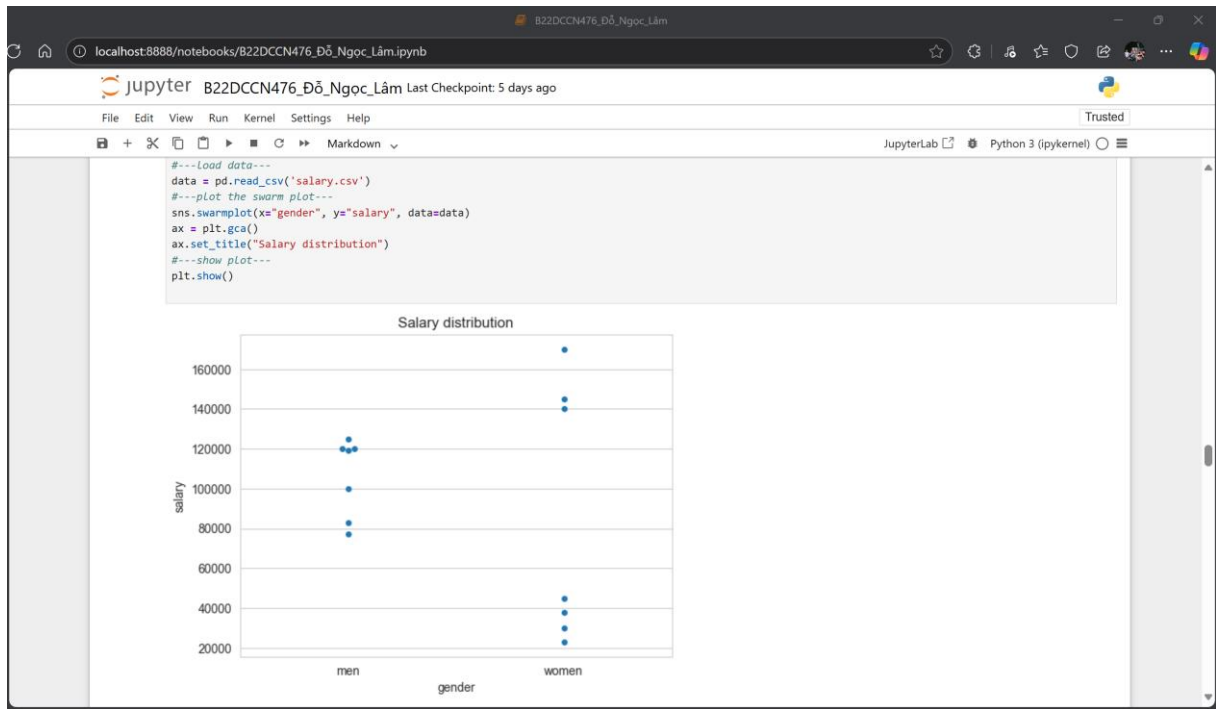 B22DCCN476_Đỗ_Ngọc_Lâm
localhost:8888/notebooks/B22DCCN476_Đỗ_Ngọc_Lâm.ipynb
jupyter B22DCCN476_Đỗ_Ngọc_Lâm Last Checkpoint: 5 days ago
File Edit View Run Kernel Settings Help Trusted
Markdown JupyterLab Python 3 (ipykernel)
#---load data---
data = pd.read_csv('salary.csv')
#---plot the swarm plot---
sns.swarmplot(x="gender", y="salary", data=data)
ax = plt.gca()
ax.set_title("Salary distribution")
#---show plot---
plt.show()
Salary distribution
160000
140000
120000
100000
80000
60000
40000
20000
salary
men women
gender